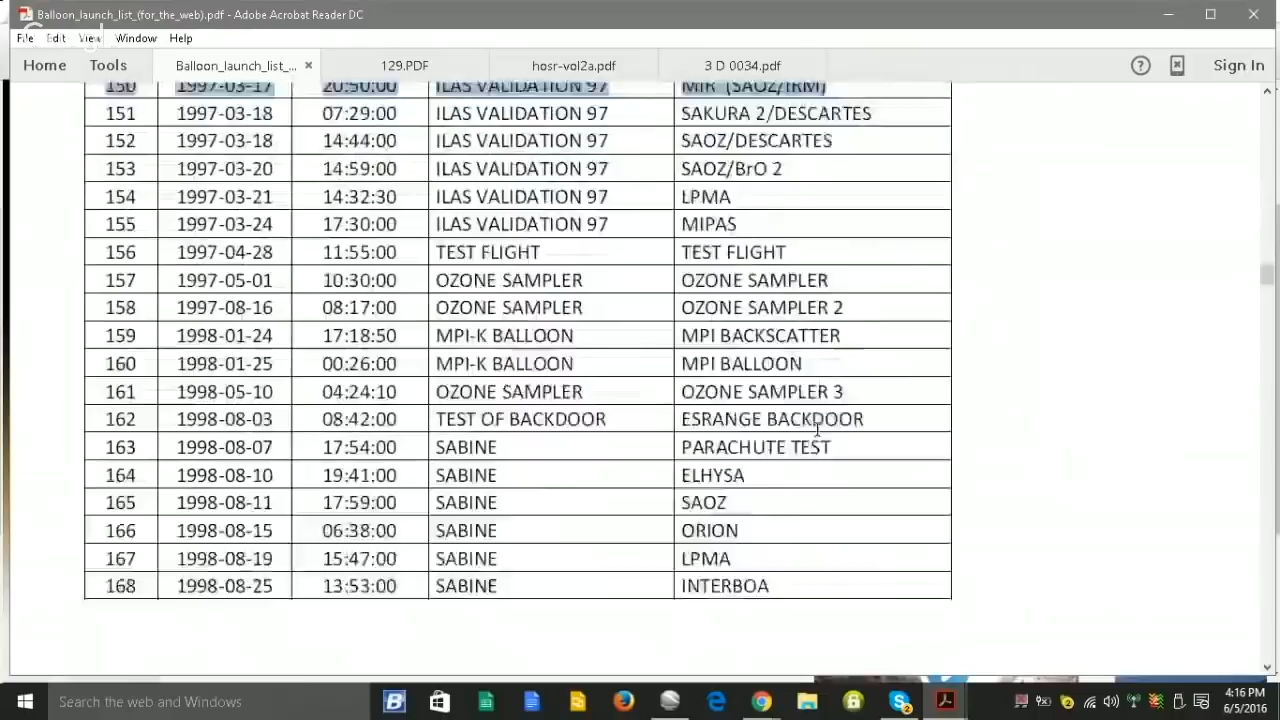 Balloon_launch_list_(for_the_web).pdf - Adobe Acrobat Reader DC
File Edit View Window Help
Home Tools Balloon_launch_list_... × 129.PDF hosr-vol2a.pdf 3 D 0034.pdf Sign In
150 1997-03-17 20:50:00 ILAS VALIDATION 97 MIR (SAOZ/IRM)
151 1997-03-18 07:29:00 ILAS VALIDATION 97 SAKURA 2/DESCARTES
152 1997-03-18 14:44:00 ILAS VALIDATION 97 SAOZ/DESCARTES
153 1997-03-20 14:59:00 ILAS VALIDATION 97 SAOZ/BrO 2
154 1997-03-21 14:32:30 ILAS VALIDATION 97 LPMA
155 1997-03-24 17:30:00 ILAS VALIDATION 97 MIPAS
156 1997-04-28 11:55:00 TEST FLIGHT TEST FLIGHT
157 1997-05-01 10:30:00 OZONE SAMPLER OZONE SAMPLER
158 1997-08-16 08:17:00 OZONE SAMPLER OZONE SAMPLER 2
159 1998-01-24 17:18:50 MPI-K BALLOON MPI BACKSCATTER
160 1998-01-25 00:26:00 MPI-K BALLOON MPI BALLOON
161 1998-05-10 04:24:10 OZONE SAMPLER OZONE SAMPLER 3
162 1998-08-03 08:42:00 TEST OF BACKDOOR ESRANGE BACKDOOR
163 1998-08-07 17:54:00 SABINE PARACHUTE TEST
164 1998-08-10 19:41:00 SABINE ELHYSA
165 1998-08-11 17:59:00 SABINE SAOZ
166 1998-08-15 06:38:00 SABINE ORION
167 1998-08-19 15:47:00 SABINE LPMA
168 1998-08-25 13:53:00 SABINE INTERBOA
Search the web and Windows
4:16 PM
6/5/2016